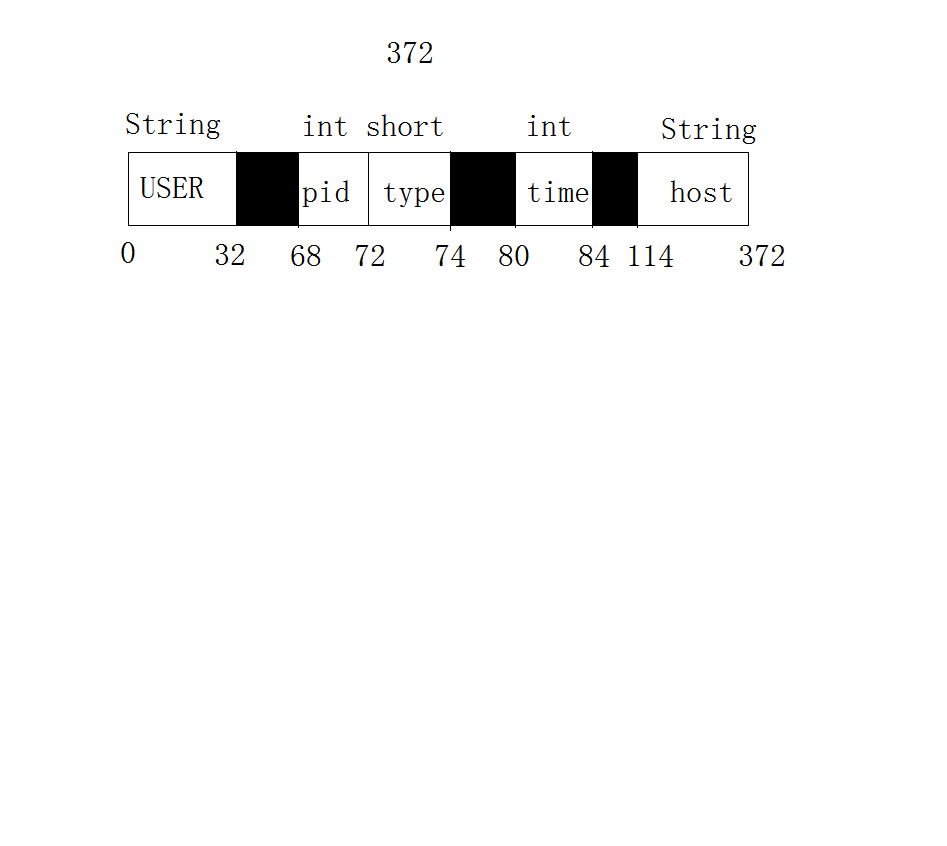 372
String int short int String
USER pid type time host
0 32 68 72 74 80 84 114 372